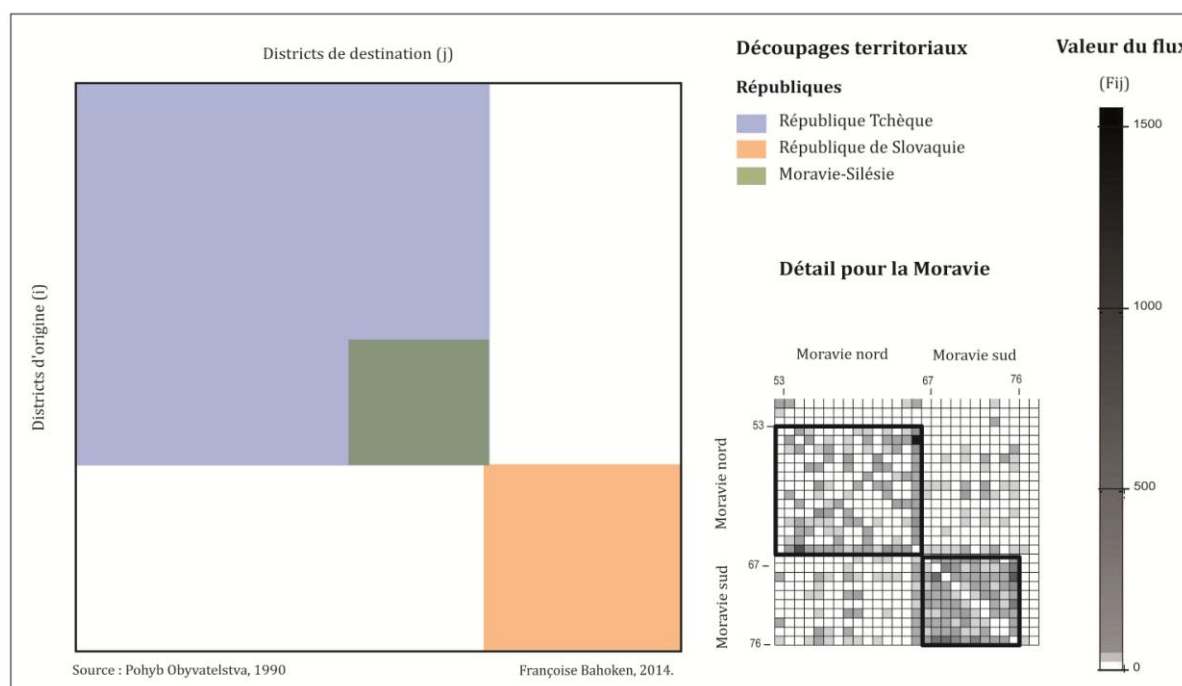 Districts de destination (j)
Districts d'origine (i)
Découpages territoriaux
Républiques
République Tchèque
République de Slovaquie
Moravie-Silésie
Valeur du flux
(Fij)
1500
1000
500
0
Détail pour la Moravie
Moravie nord Moravie sud
53 67 76
53
Moravie nord
67
Moravie sud
76
Source : Pohyb Obyvatelstva, 1990 Françoise Bahoken, 2014.